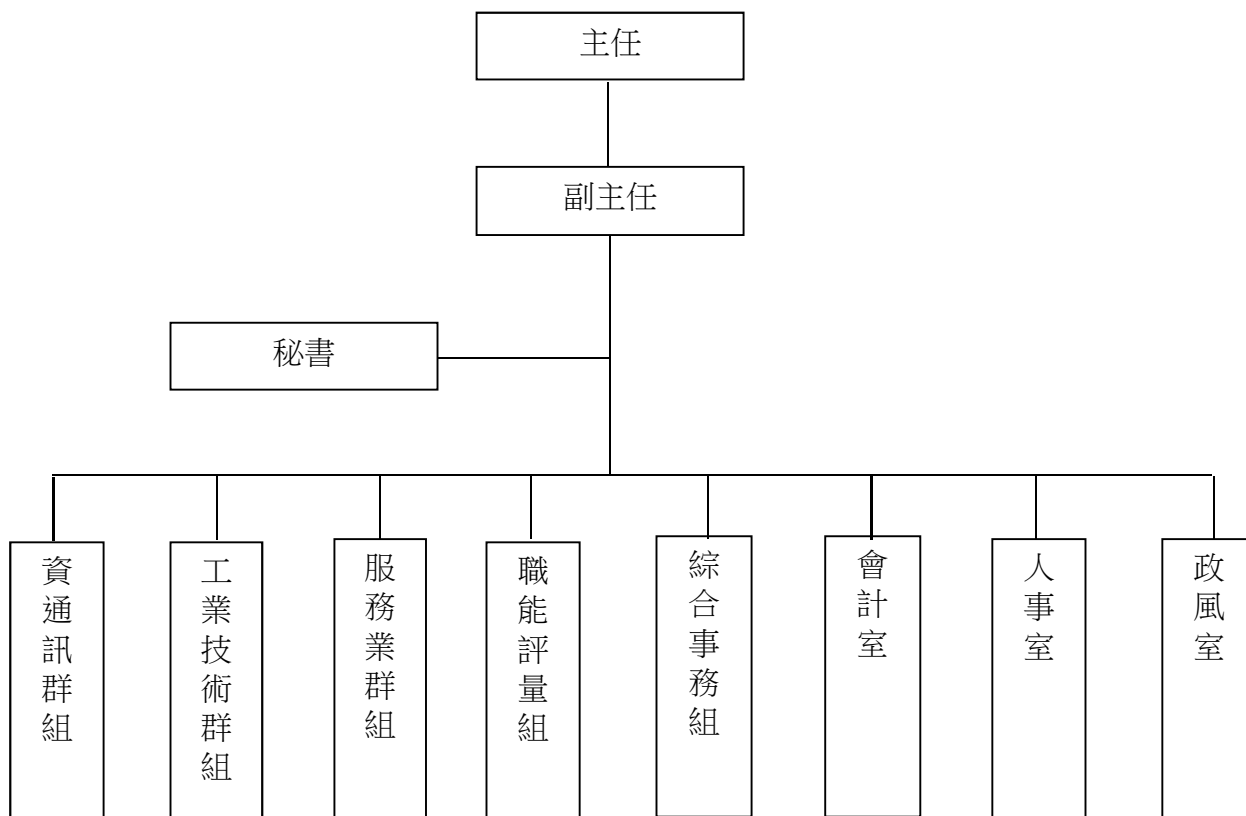 主任
副主任
秘書
資通訊群組
工業技術群組
服務業群組
職能評量組
綜合事務組
會計室
人事室
政風室